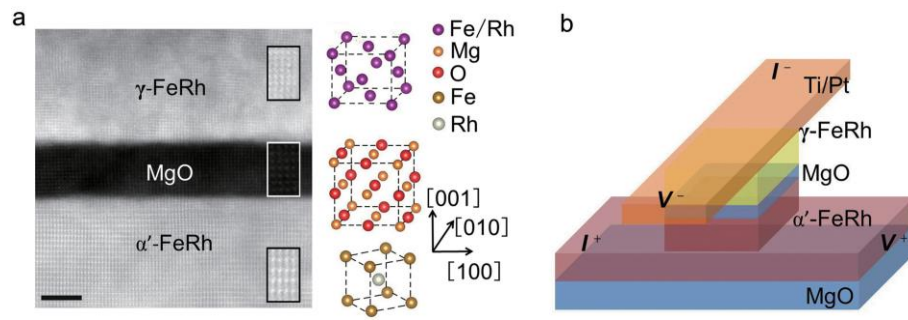 a
γ-FeRh
MgO
α′-FeRh
Fe/Rh
Mg
O
Fe
Rh
[001]
[010]
[100]
b
I⁻
Ti/Pt
γ-FeRh
MgO
V⁻
α′-FeRh
I⁺
V⁺
MgO